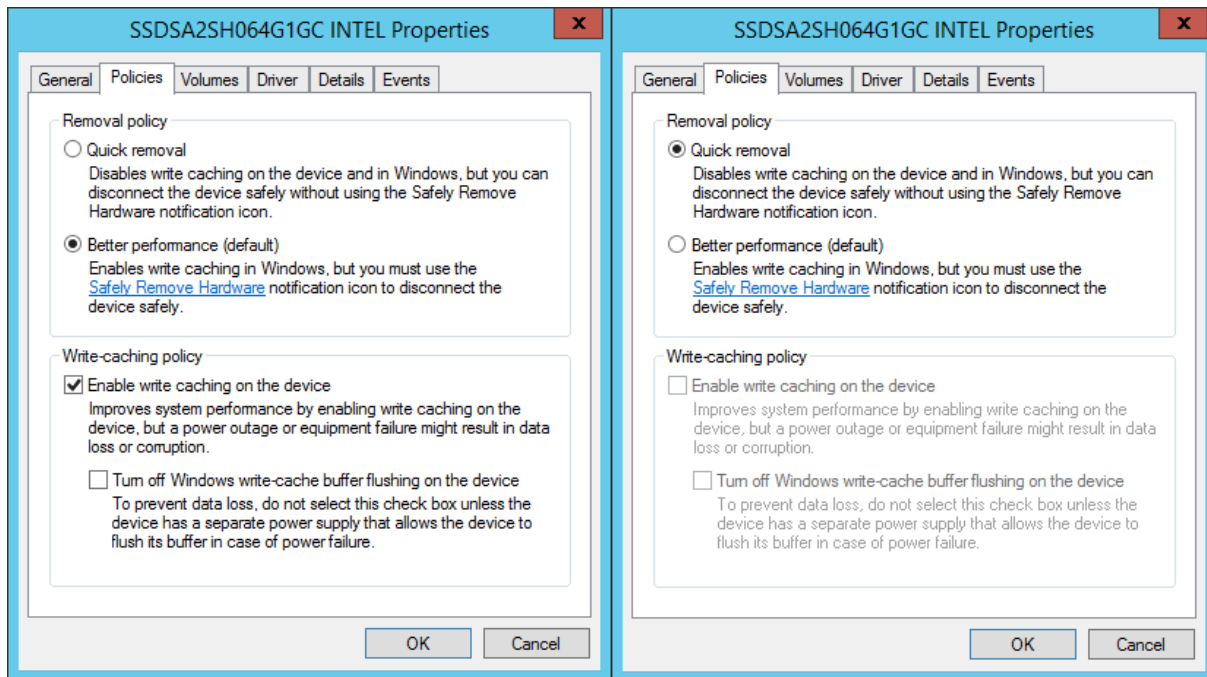 SSDSA2SH064G1GC INTEL Properties
x
General Policies Volumes Driver Details Events
Removal policy
Quick removal
Disables write caching on the device and in Windows, but you can
disconnect the device safely without using the Safely Remove
Hardware notification icon.
Better performance (default)
Enables write caching in Windows, but you must use the
Safely Remove Hardware notification icon to disconnect the
device safely.
Write-caching policy
Enable write caching on the device
Improves system performance by enabling write caching on the
device, but a power outage or equipment failure might result in data
loss or corruption.
Turn off Windows write-cache buffer flushing on the device
To prevent data loss, do not select this check box unless the
device has a separate power supply that allows the device to
flush its buffer in case of power failure.
OK Cancel
SSDSA2SH064G1GC INTEL Properties
x
General Policies Volumes Driver Details Events
Removal policy
Quick removal
Disables write caching on the device and in Windows, but you can
disconnect the device safely without using the Safely Remove
Hardware notification icon.
Better performance (default)
Enables write caching in Windows, but you must use the
Safely Remove Hardware notification icon to disconnect the
device safely.
Write-caching policy
Enable write caching on the device
Improves system performance by enabling write caching on the
device, but a power outage or equipment failure might result in data
loss or corruption.
Turn off Windows write-cache buffer flushing on the device
To prevent data loss, do not select this check box unless the
device has a separate power supply that allows the device to
flush its buffer in case of power failure.
OK Cancel